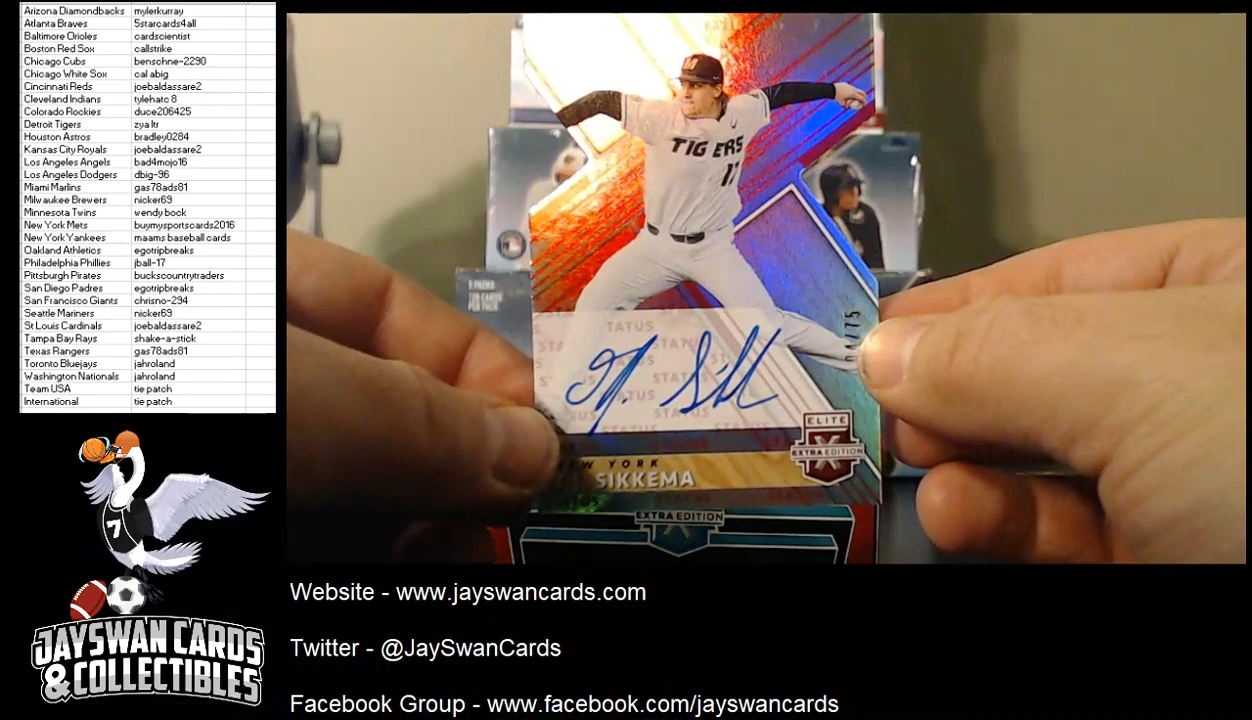 Arizona Diamondbacks mylerkurray
Atlanta Braves 5starcards4all
Baltimore Orioles cardscientist
Boston Red Sox callstrike
Chicago Cubs benschne-2290
Chicago White Sox cal abig
Cincinnati Reds joebaldassare2
Cleveland Indians tylehatc 8
Colorado Rockies duce206425
Detroit Tigers zya ltr
Houston Astros bradley0284
Kansas City Royals joebaldassare2
Los Angeles Angels bad4mojo16
Los Angeles Dodgers dbig-96
Miami Marlins gas78ads81
Milwaukee Brewers nicker69
Minnesota Twins wendy bock
New York Mets buymysportscards2016
New York Yankees maams baseball cards
Oakland Athletics egotripbreaks
Philadelphia Phillies jball-17
Pittsburgh Pirates buckscountrytraders
San Diego Padres egotripbreaks
San Francisco Giants chrisno-294
Seattle Mariners nicker69
St Louis Cardinals joebaldassare2
Tampa Bay Rays shake-a-stick
Texas Rangers gas78ads81
Toronto Bluejays jahroland
Washington Nationals jahroland
Team USA tie patch
International tie patch
TIGERS
17
STATUS
STATUS
STATUS
STATUS
ELITE
EXTRA EDITION
X
YORK
SIKKEMA
EXTRA EDITION
7
JAYSWAN CARDS
& COLLECTIBLES
Website - www.jayswancards.com
Twitter - @JaySwanCards
Facebook Group - www.facebook.com/jayswancards